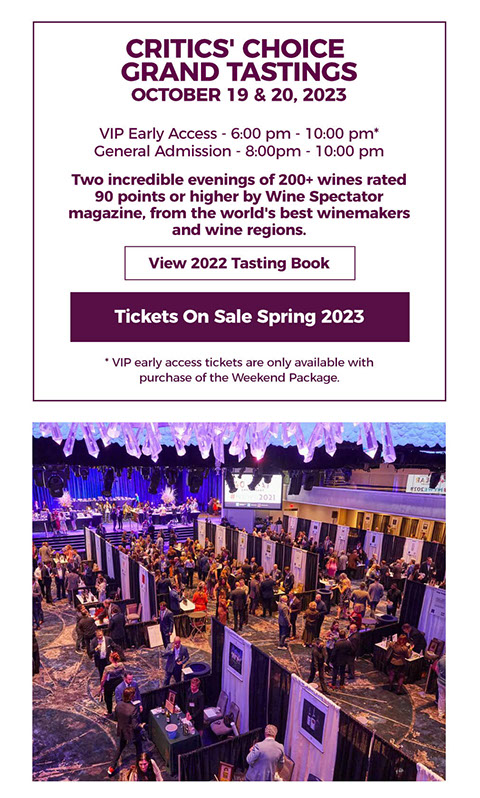 CRITICS' CHOICE
GRAND TASTINGS
OCTOBER 19 & 20, 2023
VIP Early Access - 6:00 pm - 10:00 pm*
General Admission - 8:00pm - 10:00 pm
Two incredible evenings of 200+ wines rated
90 points or higher by Wine Spectator
magazine, from the world's best winemakers
and wine regions.
View 2022 Tasting Book
Tickets On Sale Spring 2023
* VIP early access tickets are only available with
purchase of the Weekend Package.
2021